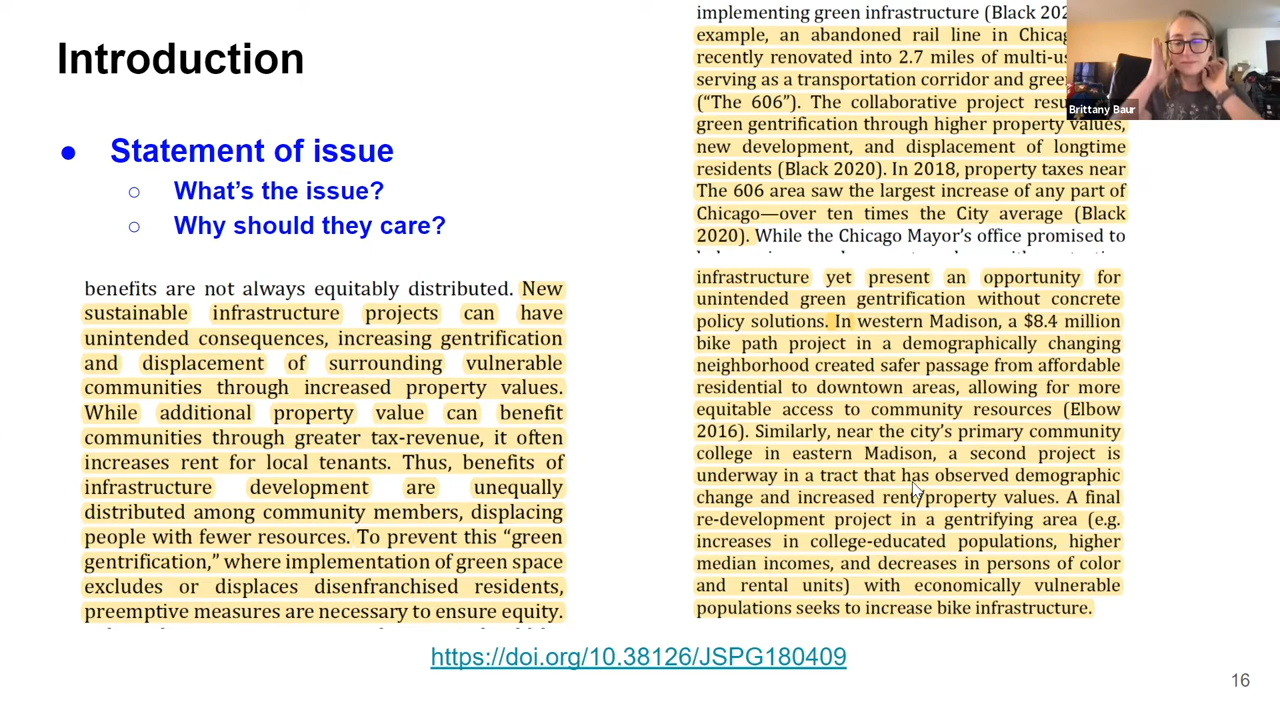 Introduction
● Statement of issue
○ What’s the issue?
○ Why should they care?
benefits are not always equitably distributed. New
sustainable infrastructure projects can have
unintended consequences, increasing gentrification
and displacement of surrounding vulnerable
communities through increased property values.
While additional property value can benefit
communities through greater tax-revenue, it often
increases rent for local tenants. Thus, benefits of
infrastructure development are unequally
distributed among community members, displacing
people with fewer resources. To prevent this “green
gentrification,” where implementation of green space
excludes or displaces disenfranchised residents,
preemptive measures are necessary to ensure equity.
implementing green infrastructure (Black
example, an abandoned rail line in
recently renovated into 2.7 miles of
serving as a transportation corridor and
(“The 606”). The collaborative project
green gentrification through higher property values,
new development, and displacement of longtime
residents (Black 2020). In 2018, property taxes near
The 606 area saw the largest increase of any part of
Chicago—over ten times the City average (Black
2020). While the Chicago Mayor’s office promised to
infrastructure yet present an opportunity for
unintended green gentrification without concrete
policy solutions. In western Madison, a $8.4 million
bike path project in a demographically changing
neighborhood created safer passage from affordable
residential to downtown areas, allowing for more
equitable access to community resources (Elbow
2016). Similarly, near the city’s primary community
college in eastern Madison, a second project is
underway in a tract that has observed demographic
change and increased rent/property values. A final
re-development project in a gentrifying area (e.g.
increases in college-educated populations, higher
median incomes, and decreases in persons of color
and rental units) with economically vulnerable
populations seeks to increase bike infrastructure.
https://doi.org/10.38126/JSPG180409
16
Brittany Baur